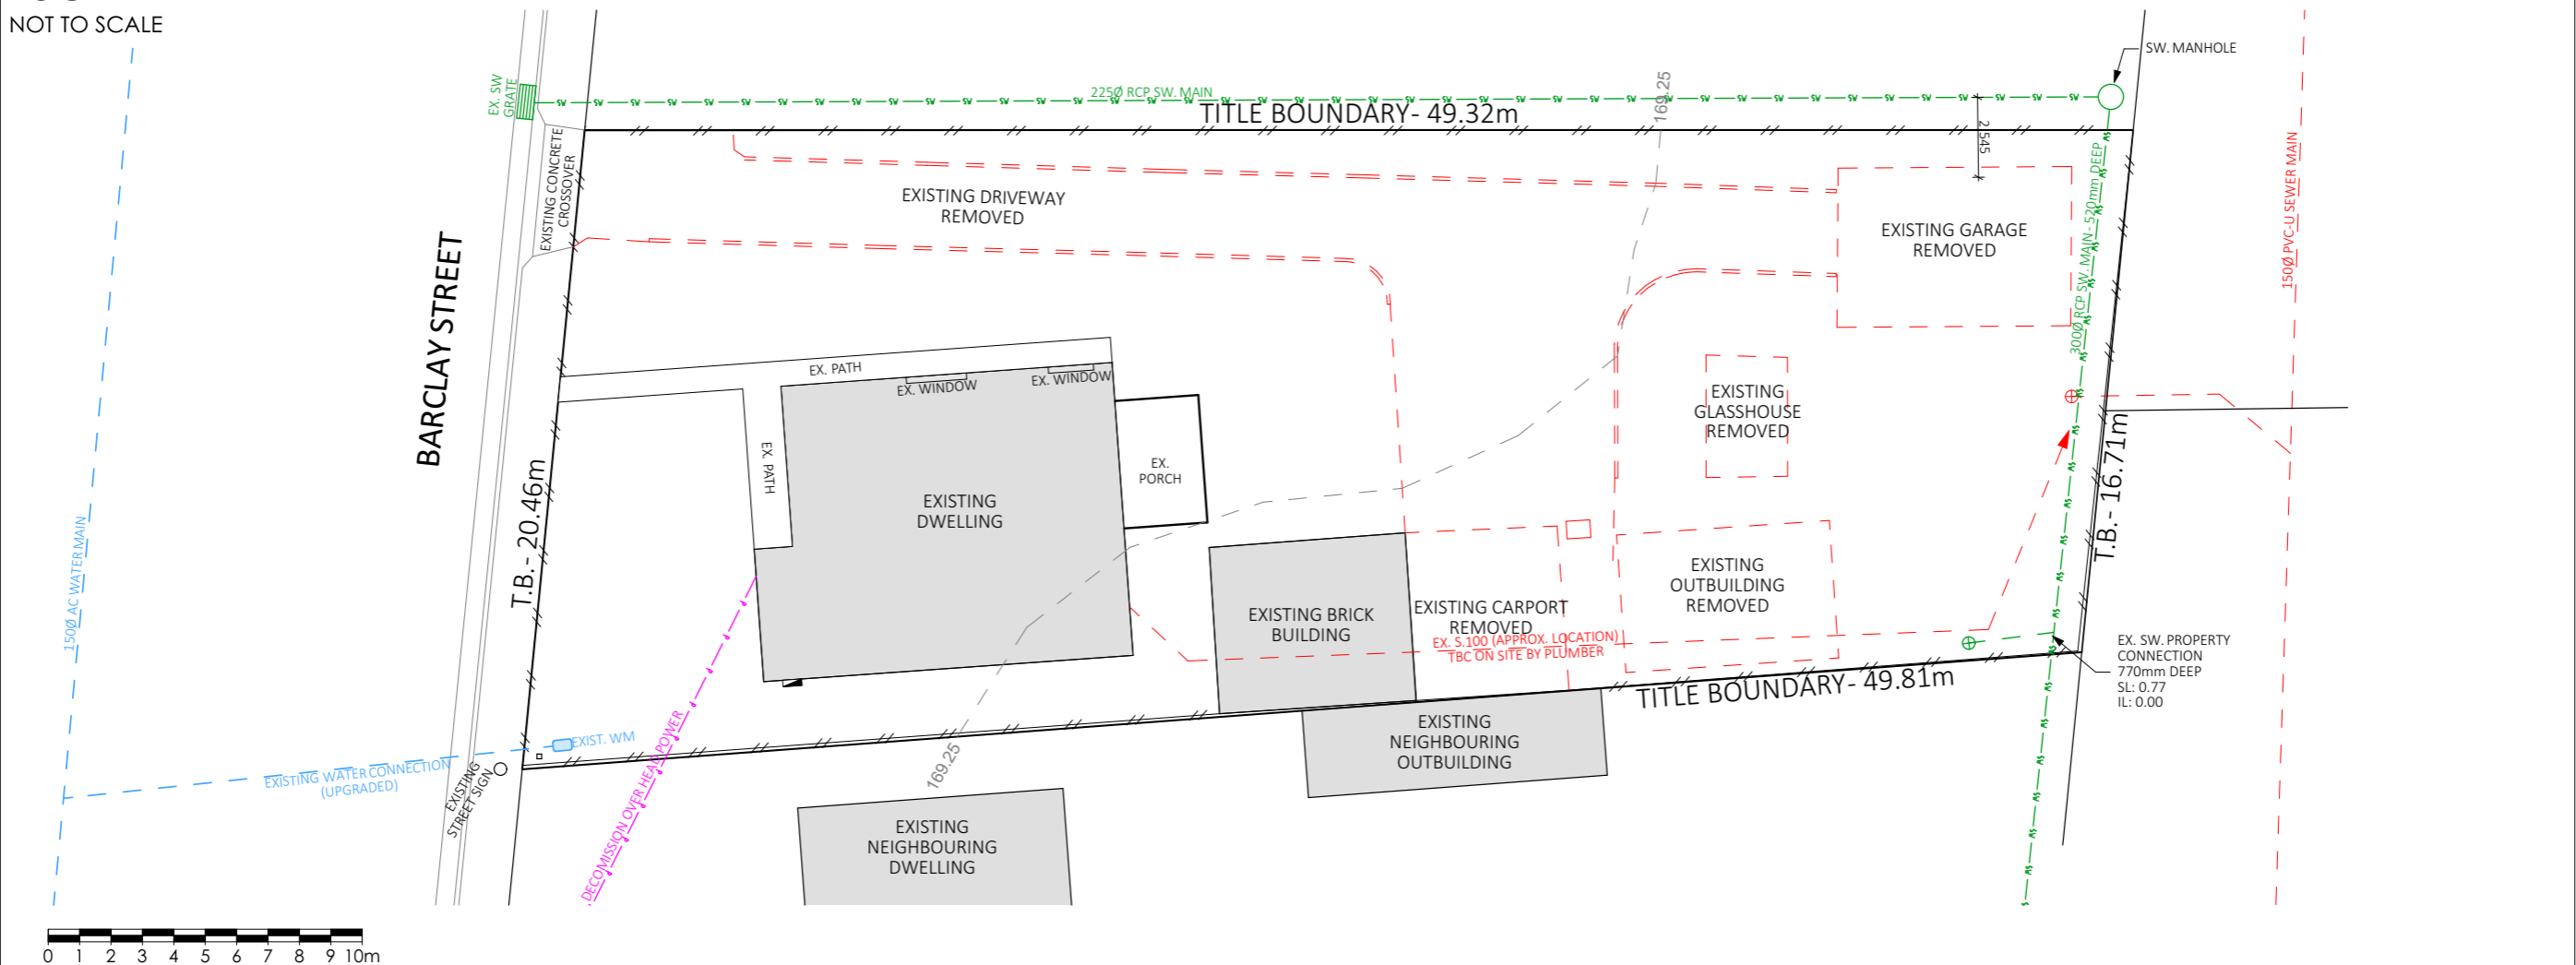 NOT TO SCALE
SW. MANHOLE
EX. SW
GRATE
225Ø RCP SW. MAIN
TITLE BOUNDARY- 49.32m
169.25
2,545
EXISTING CONCRETE
CROSSOVER
EXISTING DRIVEWAY
REMOVED
EXISTING GARAGE
REMOVED
300Ø RCP SW. MAIN - 520mm DEEP
150Ø PVC-U SEWER MAIN
BARCLAY STREET
EX. PATH
EX. WINDOW
EX. WINDOW
EX. PATH
EX.
PORCH
EXISTING
DWELLING
EXISTING
GLASSHOUSE
REMOVED
T.B.- 20.46m
T.B. - 16.71m
150Ø AC WATER MAIN
EXISTING BRICK
BUILDING
EXISTING CARPORT
REMOVED
EXISTING
OUTBUILDING
REMOVED
EX. S.100 (APPROX. LOCATION)
TBC ON SITE BY PLUMBER
EX. SW. PROPERTY
CONNECTION
770mm DEEP
SL: 0.77
IL: 0.00
TITLE BOUNDARY- 49.81m
EXISTING
NEIGHBOURING
OUTBUILDING
EXIST. WM
EXISTING WATER CONNECTION
(UPGRADED)
EXISTING
STREET SIGN
DECOMISSION OVER HEAD POWER
169.25
EXISTING
NEIGHBOURING
DWELLING
0 1 2 3 4 5 6 7 8 9 10m